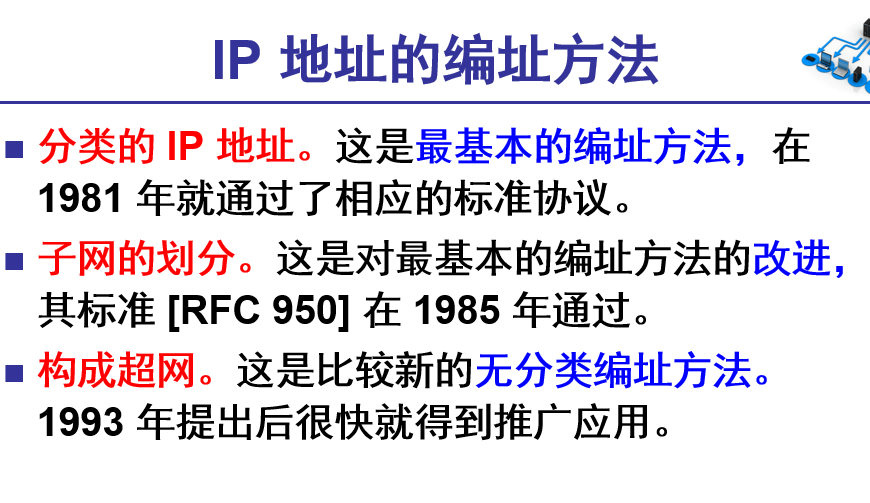 IP 地址的编址方法
分类的 IP 地址。这是最基本的编址方法，在
1981 年就通过了相应的标准协议。
子网的划分。这是对最基本的编址方法的改进，
其标准 [RFC 950] 在 1985 年通过。
构成超网。这是比较新的无分类编址方法。
1993 年提出后很快就得到推广应用。